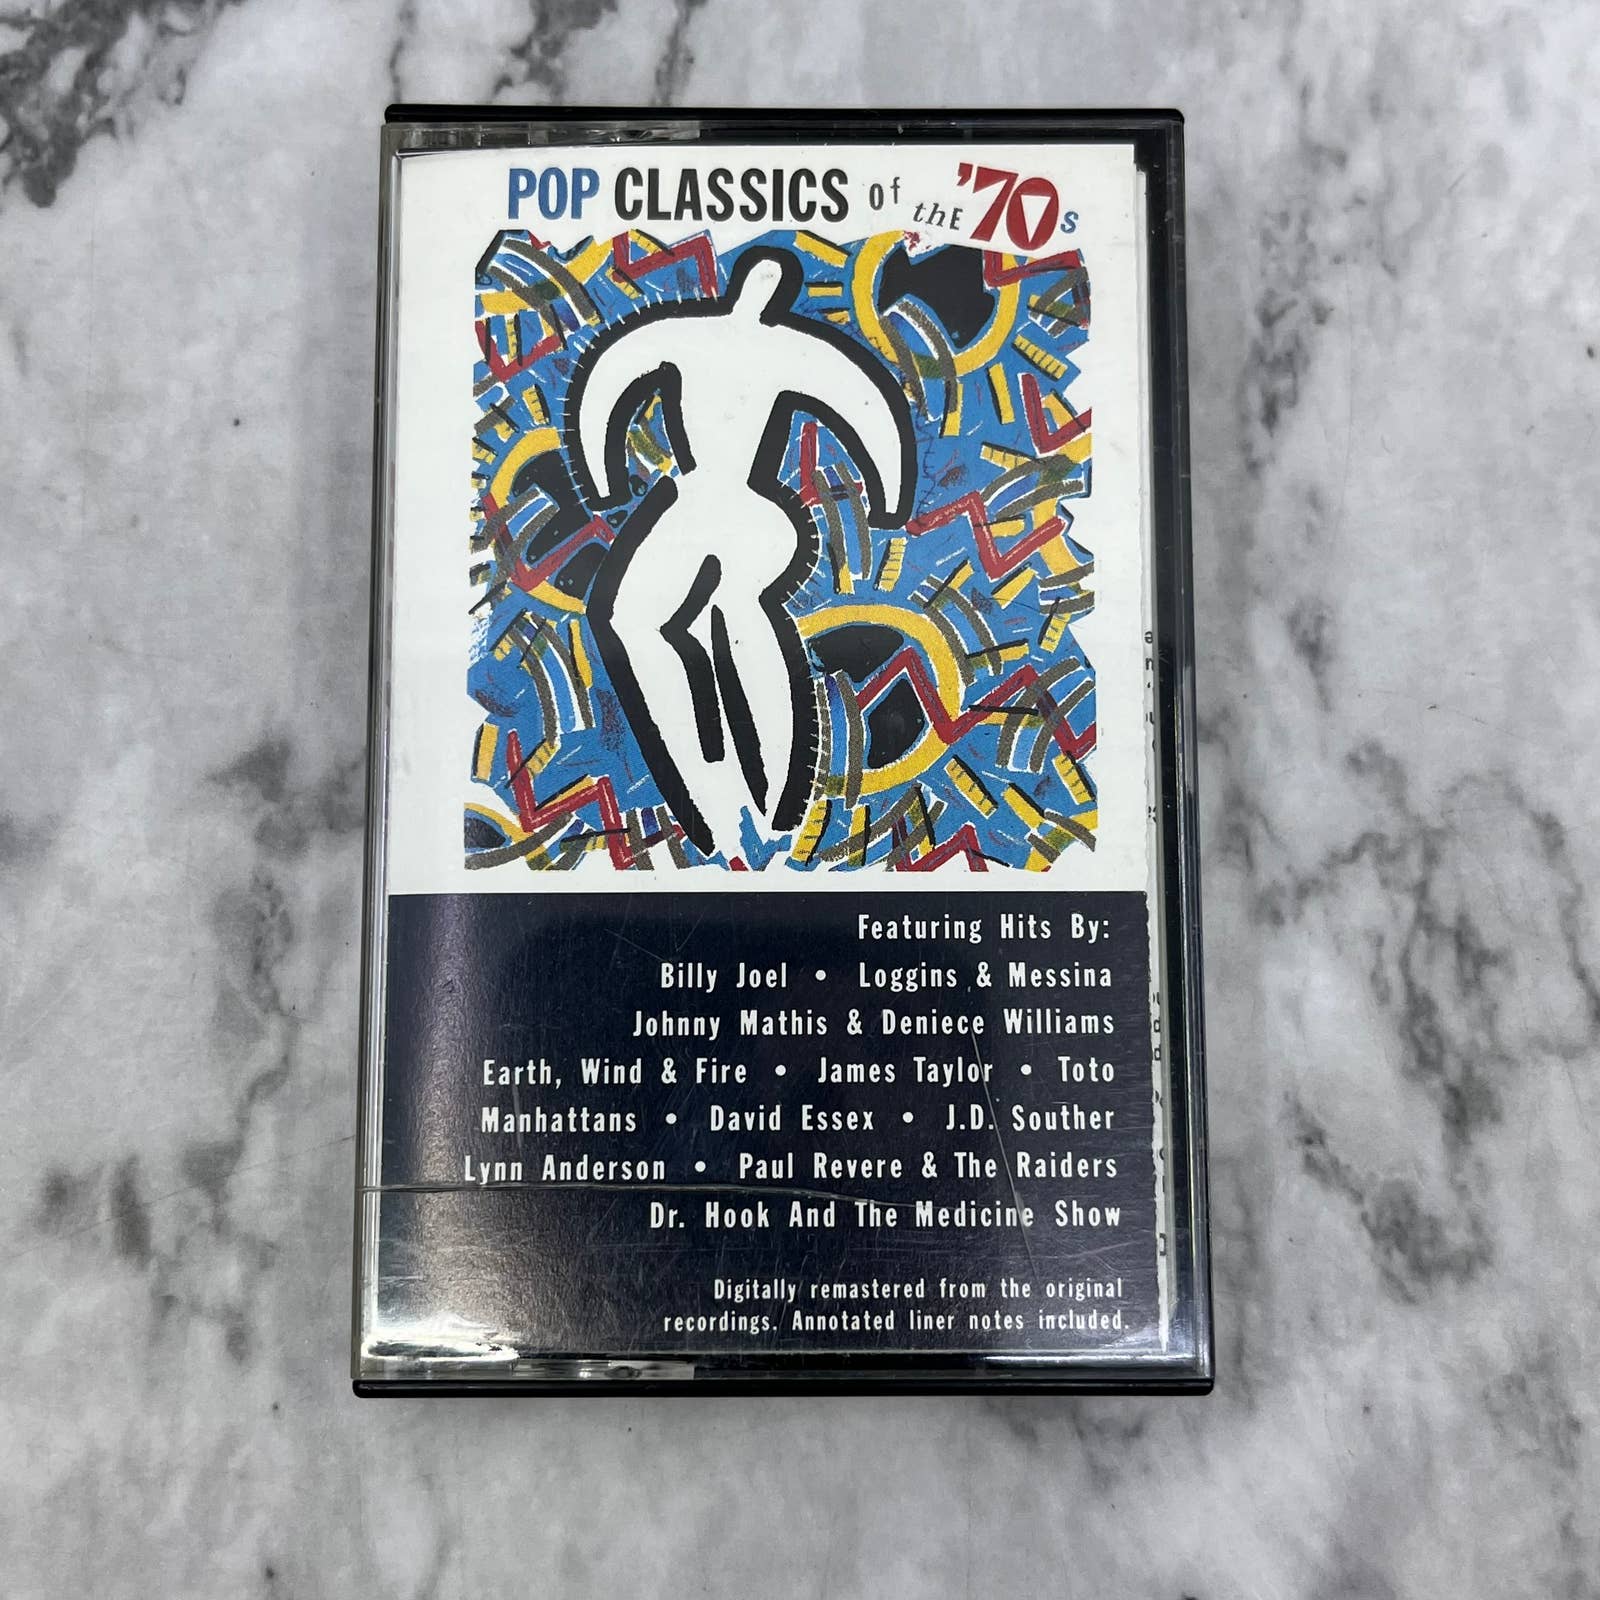 POP CLASSICS of thE '70s
Featuring Hits By:
Billy Joel • Loggins & Messina
Johnny Mathis & Deniece Williams
Earth, Wind & Fire • James Taylor • Toto
Manhattans • David Essex • J.D. Souther
Lynn Anderson • Paul Revere & The Raiders
Dr. Hook And The Medicine Show
Digitally remastered from the original
recordings. Annotated liner notes included.